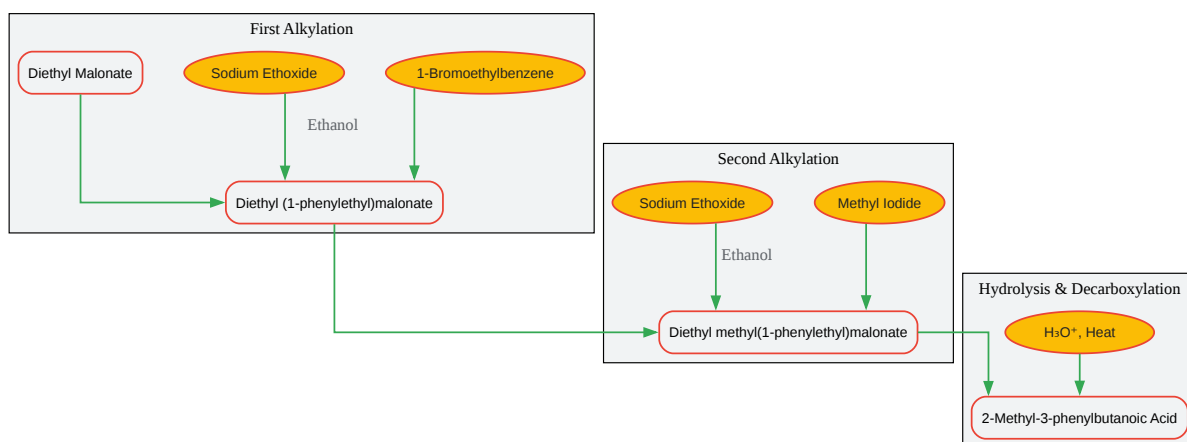 First Alkylation
Diethyl Malonate
Sodium Ethoxide
1-Bromoethylbenzene
Ethanol
Diethyl (1-phenylethyl)malonate
Second Alkylation
Sodium Ethoxide
Methyl Iodide
Ethanol
Diethyl methyl(1-phenylethyl)malonate
Hydrolysis & Decarboxylation
H₃O⁺, Heat
2-Methyl-3-phenylbutanoic Acid